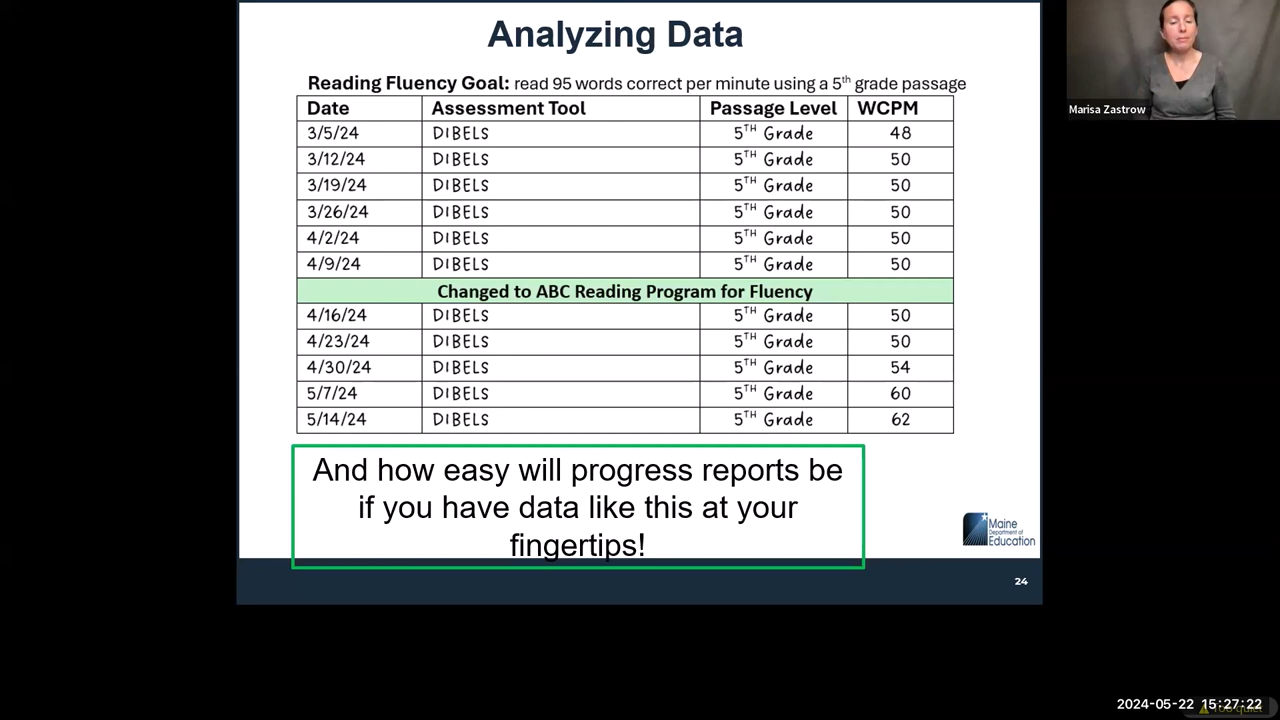 Analyzing Data
Marisa Zastrow
Reading Fluency Goal: read 95 words correct per minute using a 5th grade passage
Date Assessment Tool Passage Level WCPM
3/5/24 DIBELS 5TH Grade 48
3/12/24 DIBELS 5TH Grade 50
3/19/24 DIBELS 5TH Grade 50
3/26/24 DIBELS 5TH Grade 50
4/2/24 DIBELS 5TH Grade 50
4/9/24 DIBELS 5TH Grade 50
Changed to ABC Reading Program for Fluency
4/16/24 DIBELS 5TH Grade 50
4/23/24 DIBELS 5TH Grade 50
4/30/24 DIBELS 5TH Grade 54
5/7/24 DIBELS 5TH Grade 60
5/14/24 DIBELS 5TH Grade 62
And how easy will progress reports be
if you have data like this at your
fingertips!
Maine
Department of
Education
24
2024-05-22 15:27:22